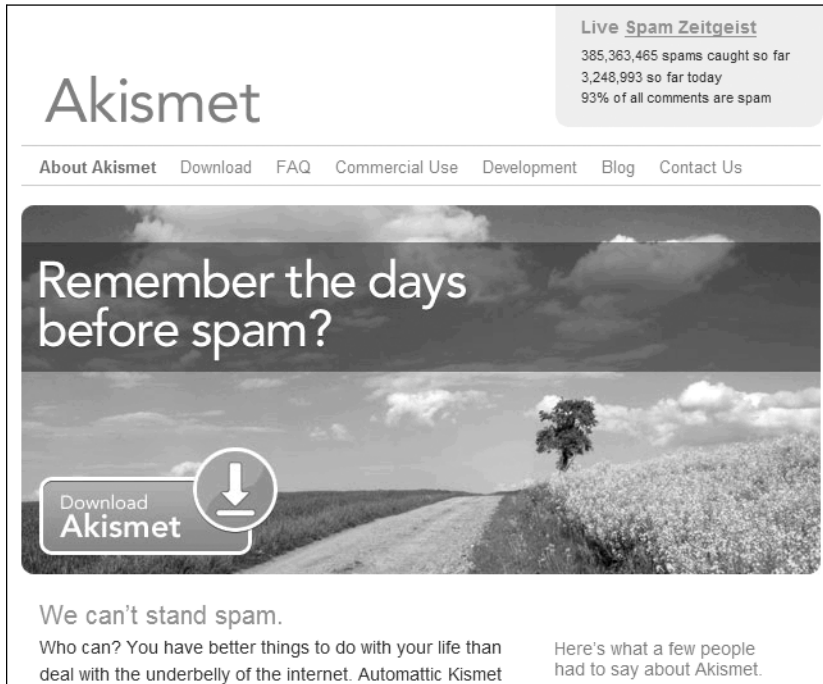 Live Spam Zeitgeist
385,363,465 spams caught so far
3,248,993 so far today
93% of all comments are spam
Akismet
About Akismet Download FAQ Commercial Use Development Blog Contact Us
Remember the days
before spam?
Download
Akismet
We can't stand spam.
Who can? You have better things to do with your life than
deal with the underbelly of the internet. Automattic Kismet
Here's what a few people
had to say about Akismet.